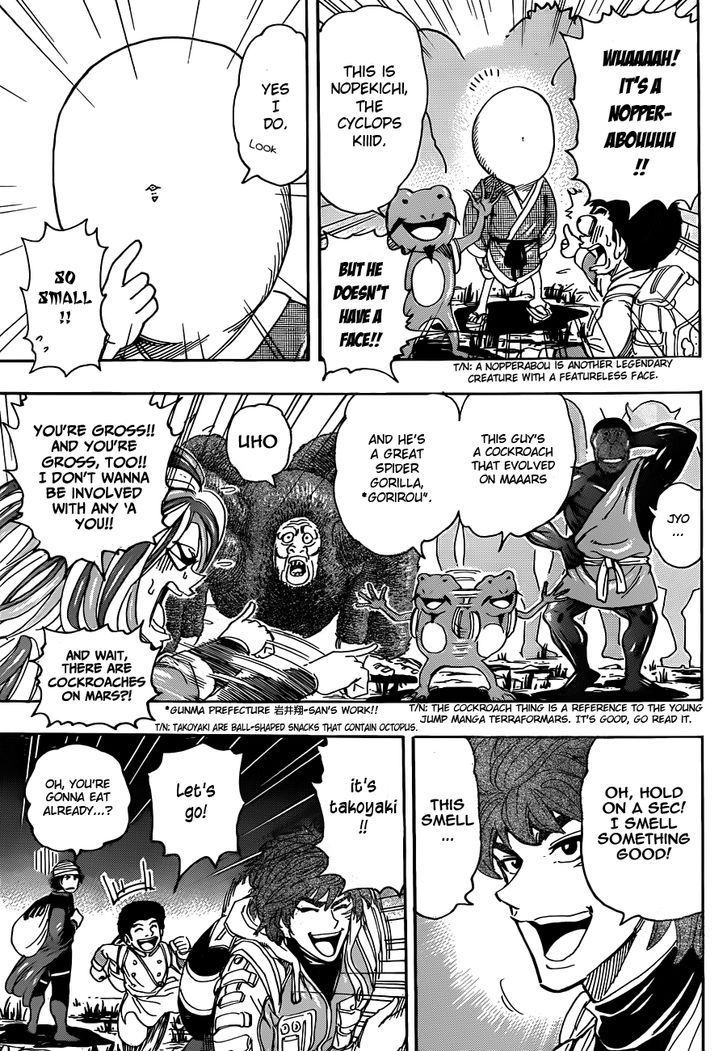 WUAAAAH!
IT'S A
NOPPER-
ABOUUUU
!!
THIS IS
NOPEKICHI,
THE
CYCLOPS
KIIID.
BUT HE
DOESN'T
HAVE A
FACE!!
T/N: A NOPPERABOU IS ANOTHER LEGENDARY
CREATURE WITH A FEATURELESS FACE.
YES
I
DO.
Look
SO
SMALL
!!
JYO
...
THIS GUY'S
A COCKROACH
THAT EVOLVED
ON MAAARS
AND HE'S
A GREAT
SPIDER
GORILLA,
"GORIROU".
UHO
YOU'RE GROSS!!
AND YOU'RE
GROSS, TOO!!
I DON'T WANNA
BE INVOLVED
WITH ANY 'A
YOU!!
AND WAIT,
THERE ARE
COCKROACHES
ON MARS?!
*GUNMA PREFECTURE 岩井翔-SAN'S WORK!!
T/N: THE COCKROACH THING IS A REFERENCE TO THE YOUNG
JUMP MANGA TERRAFORMARS. IT'S GOOD, GO READ IT.
T/N: TAKOYAKI ARE BALL-SHAPED SNACKS THAT CONTAIN OCTOPUS.
OH, HOLD
ON A SEC!
I SMELL
SOMETHING
GOOD!
THIS
SMELL
...
it's
takoyaki
!!
Let's
go!
OH, YOU'RE
GONNA EAT
ALREADY...?